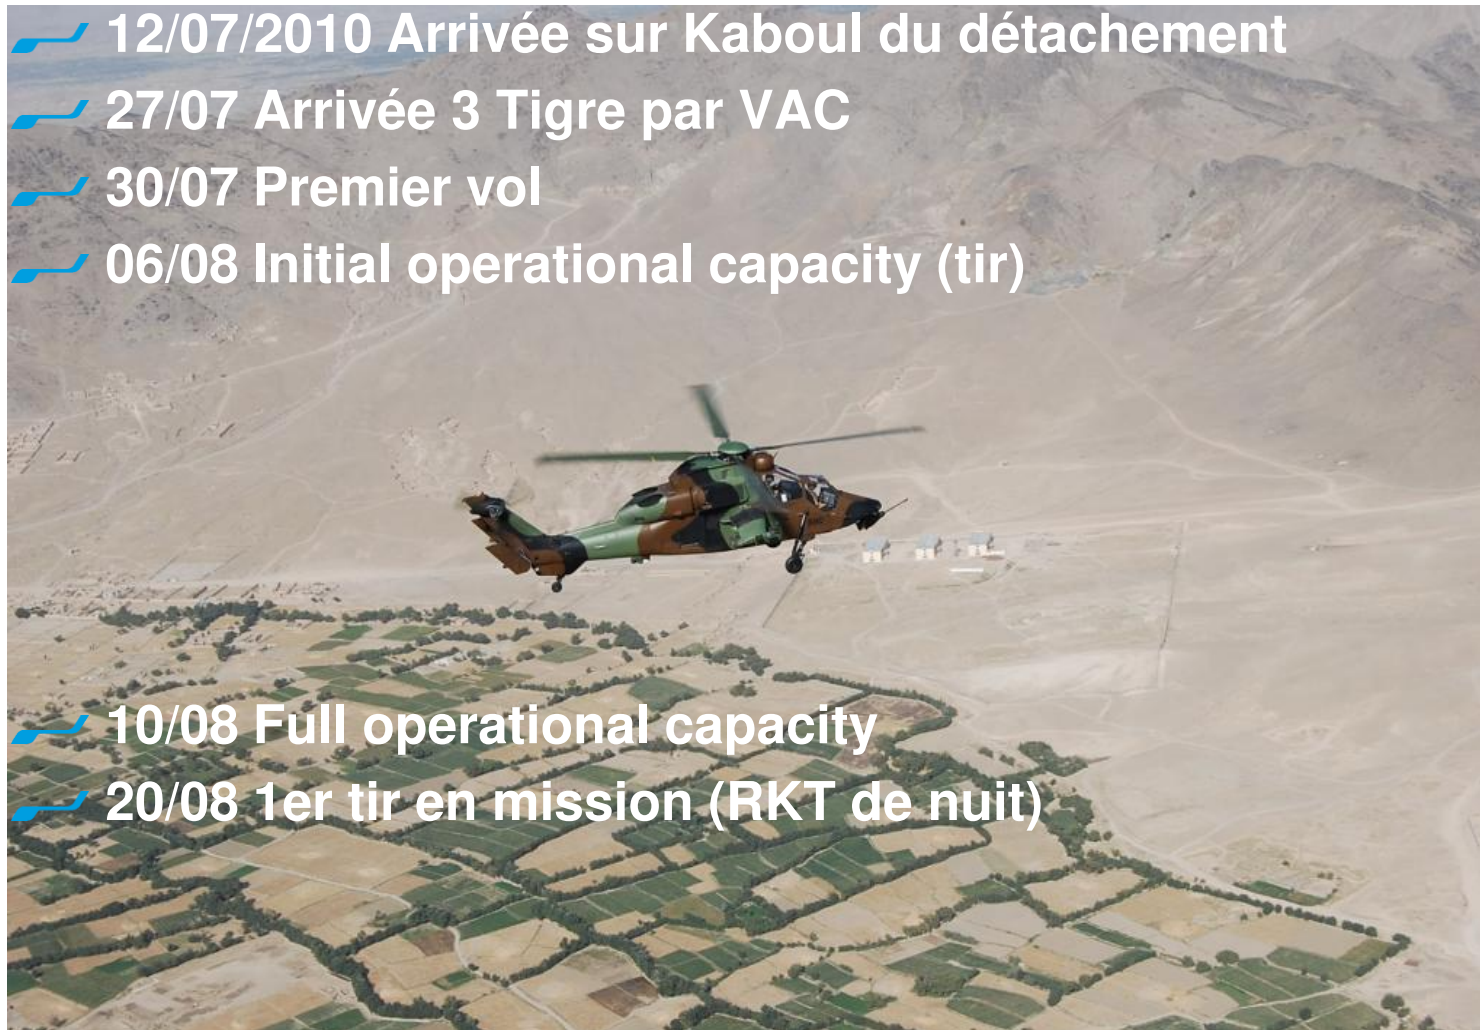 12/07/2010 Arrivée sur Kaboul du détachement
27/07 Arrivée 3 Tigre par VAC
30/07 Premier vol
06/08 Initial operational capacity (tir)
10/08 Full operational capacity
20/08 1er tir en mission (RKT de nuit)